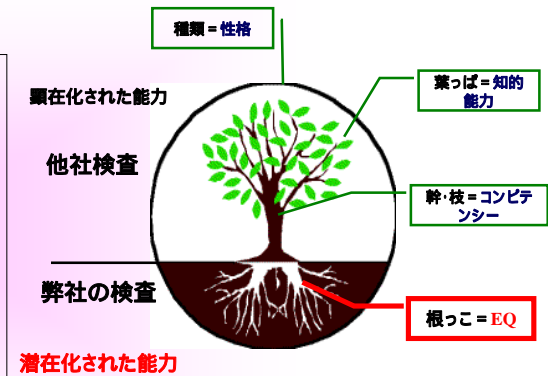 種類＝性格
顕在化された能力
葉っぱ＝知的
能力
他社検査
幹・枝＝コンピテ
ンシー
弊社の検査
根っこ＝EQ
潜在化された能力